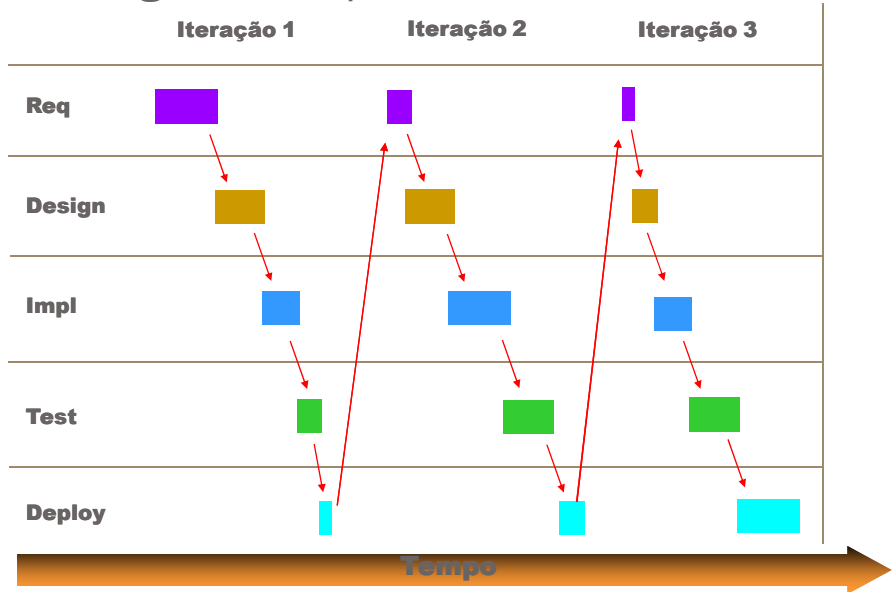 Iteração 1
Iteração 2
Iteração 3
Req
Design
Impl
Test
Deploy
Tempo